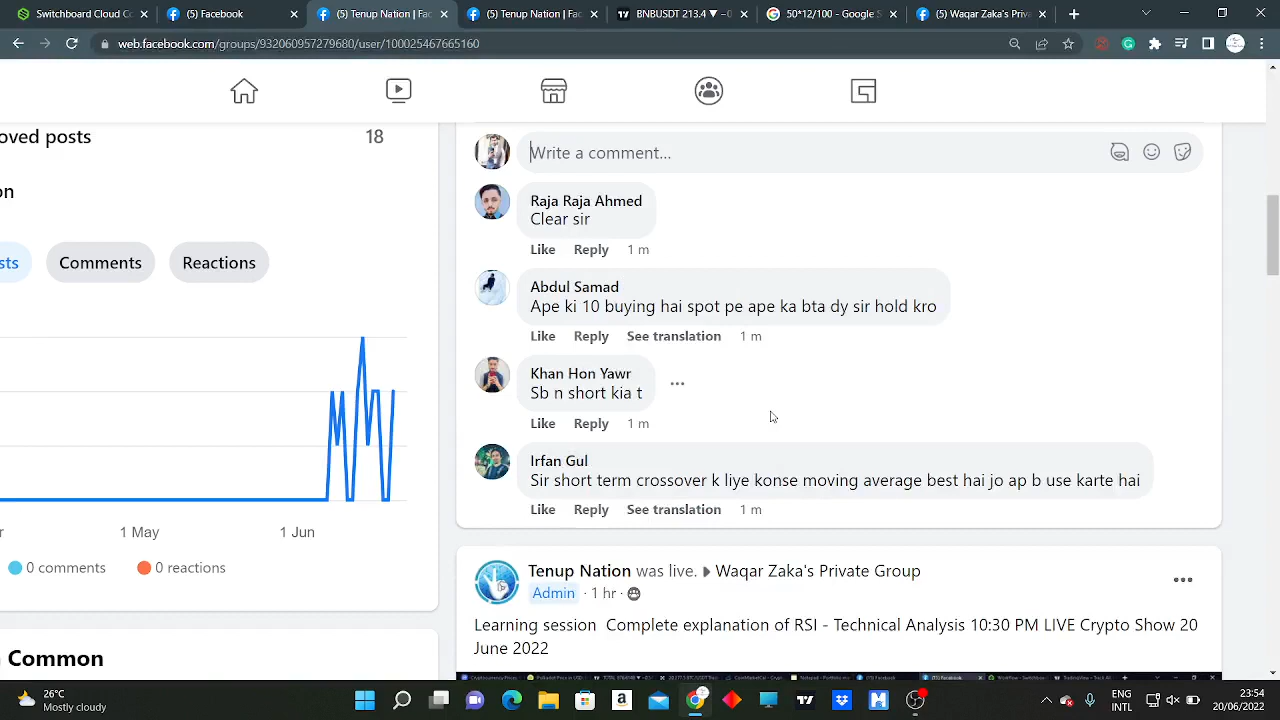 Switchboard Cloud Co
(5) Facebook
(5) Tenup Nation | Fac
(5) Tenup Nation | Fac
BNBUSDT 213.4 ▼ −0
50*12/100 - Google S
(5) Waqar Zaka's Priva
web.facebook.com/groups/932060957279680/user/100025467665160
oved posts 18
on
sts Comments Reactions
1 May 1 Jun
0 comments 0 reactions
Common
Write a comment...
Raja Raja Ahmed
Clear sir
Like Reply 1 m
Abdul Samad
Ape ki 10 buying hai spot pe ape ka bta dy sir hold kro
Like Reply See translation 1 m
Khan Hon Yawr
Sb n short kia t
Like Reply 1 m
Irfan Gul
Sir short term crossover k liye konse moving average best hai jo ap b use karte hai
Like Reply See translation 1 m
Tenup Nation was live. Waqar Zaka's Private Group
Admin · 1 hr ·
Learning session Complete explanation of RSI - Technical Analysis 10:30 PM LIVE Crypto Show 20
June 2022
29°C
Mostly cloudy
ENG
INTL
23:54
20/06/2022